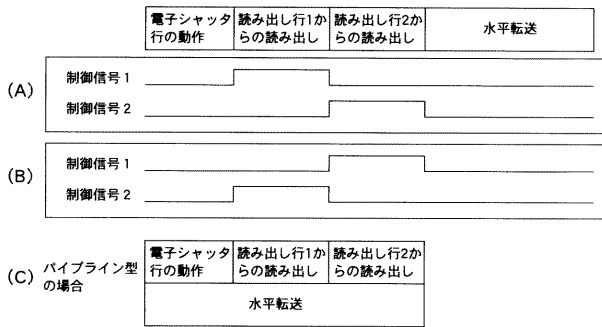 電子シャッタ 読み出し行1か 読み出し行2か 水平転送
行の動作 らの読み出し らの読み出し
(A) 制御信号1
制御信号2
(B) 制御信号1
制御信号2
(C) パイプライン型
の場合
電子シャッタ 読み出し行1か 読み出し行2か
行の動作 らの読み出し らの読み出し
水平転送